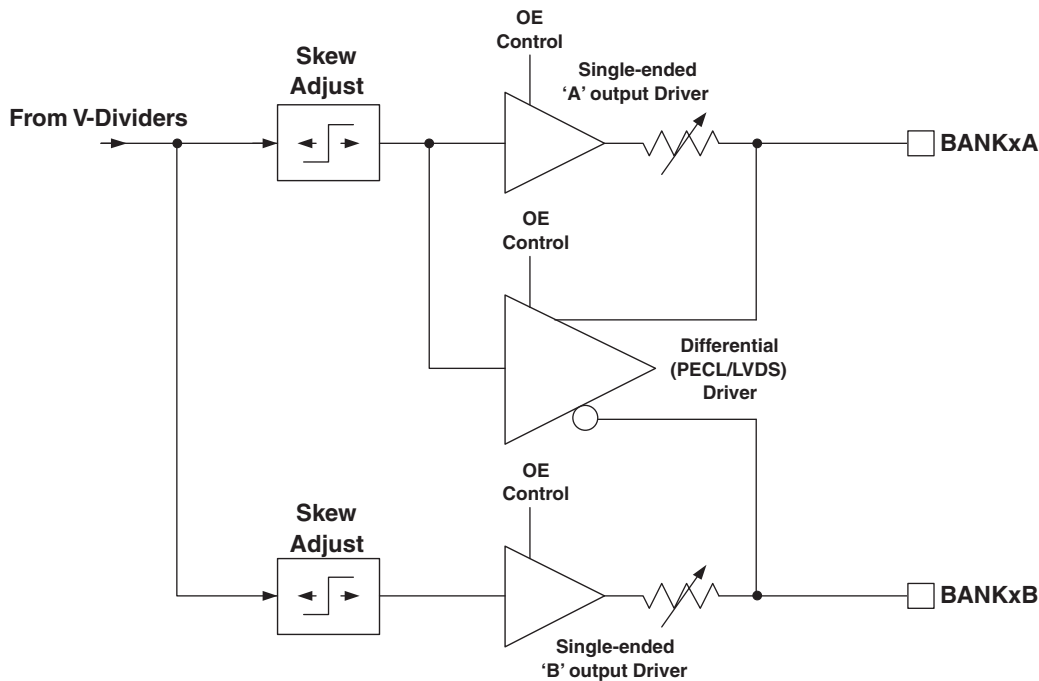 OE
Control
Skew
Adjust
Single-ended
‘A’ output Driver
From V-Dividers
BANKxA
OE
Control
Differential
(PECL/LVDS)
Driver
OE
Control
Skew
Adjust
BANKxB
Single-ended
‘B’ output Driver